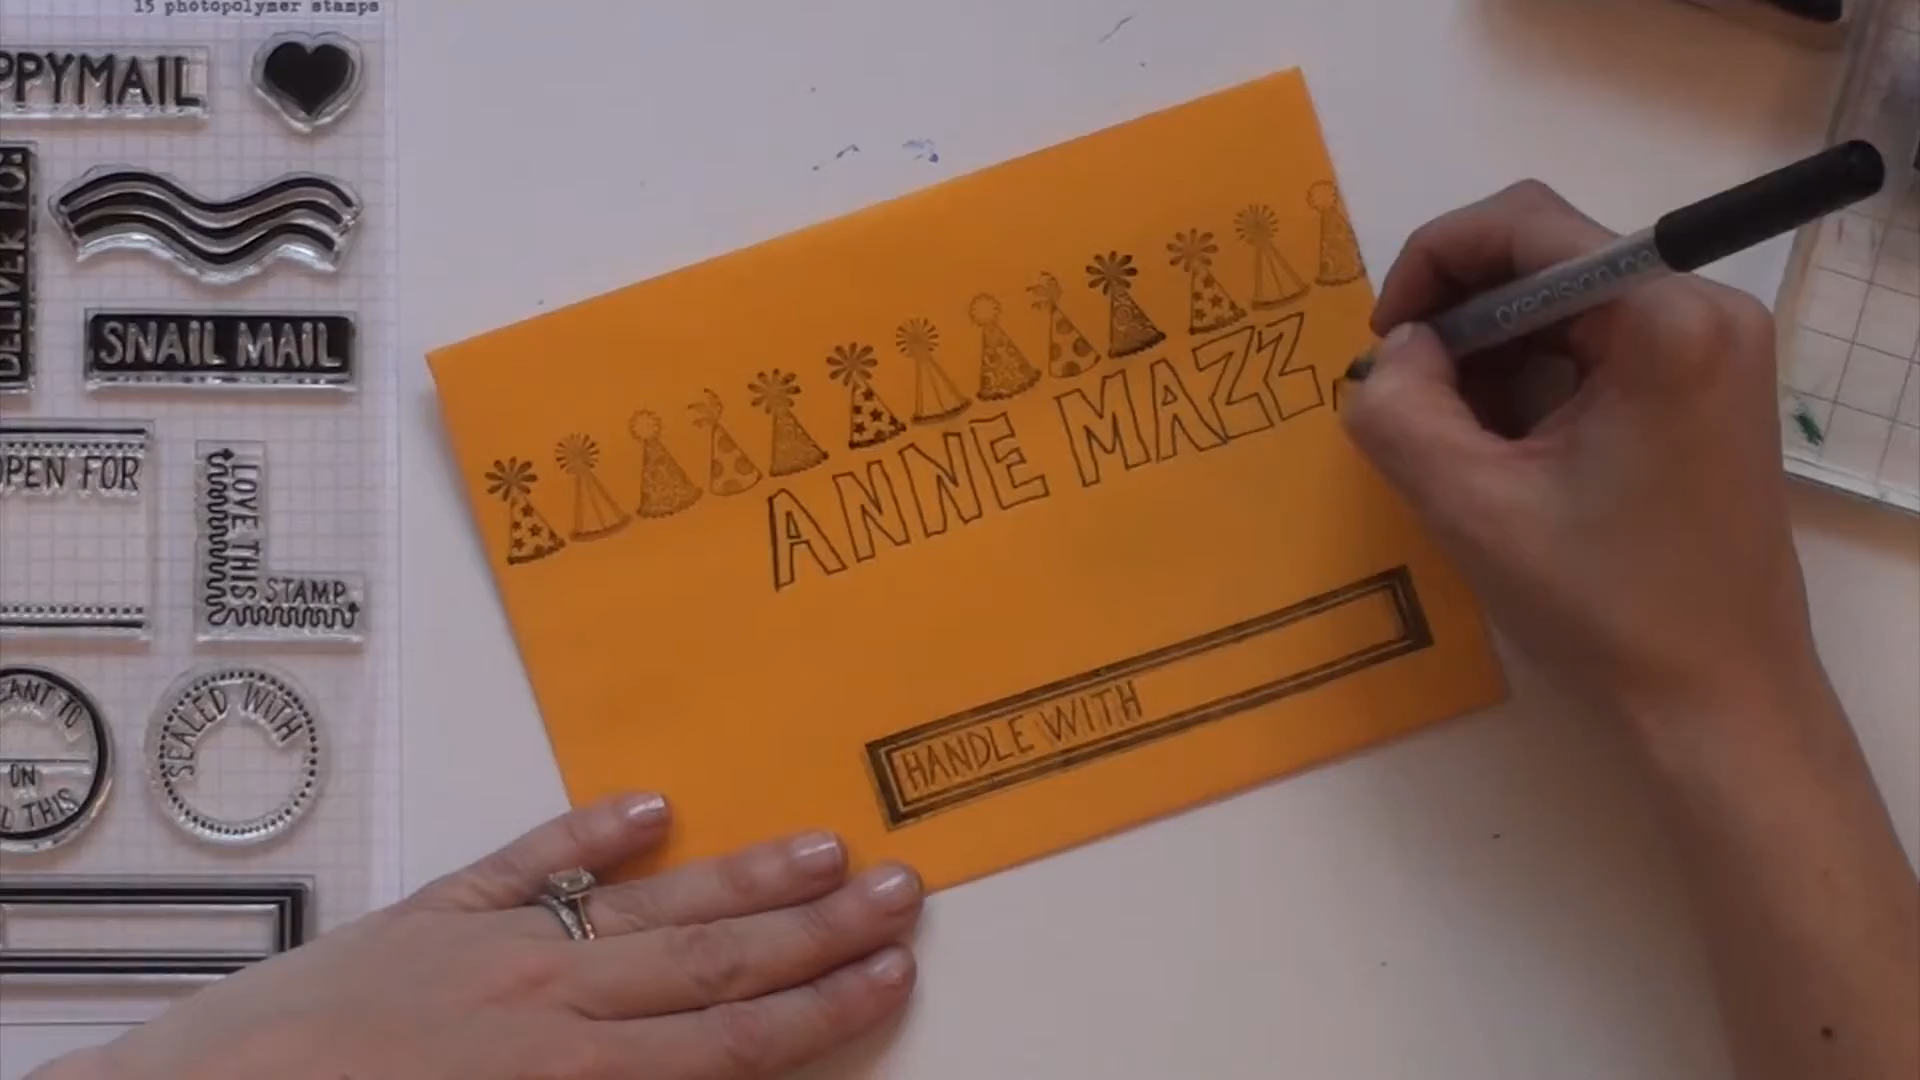 15 photopolymer stamps
PPYMAIL
DELIVER TO
SNAIL MAIL
OPEN FOR
LOVE THIS
STAMP
SEALED WITH
ANT TO
ON
THIS
ANNE MAZZ
HANDLE WITH
precision